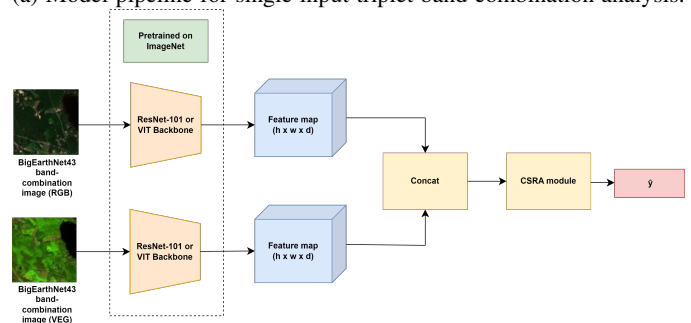 (a) Model pipeline for single input triplet band combination analysis.
Pretrained on
ImageNet
ResNet-101 or
VIT Backbone
Feature map
(h x w x d)
BigEarthNet43
band-
combination
image (RGB)
Concat
CSRA module
ŷ
ResNet-101 or
VIT Backbone
Feature map
(h x w x d)
BigEarthNet43
band-
combination
image (VEG)